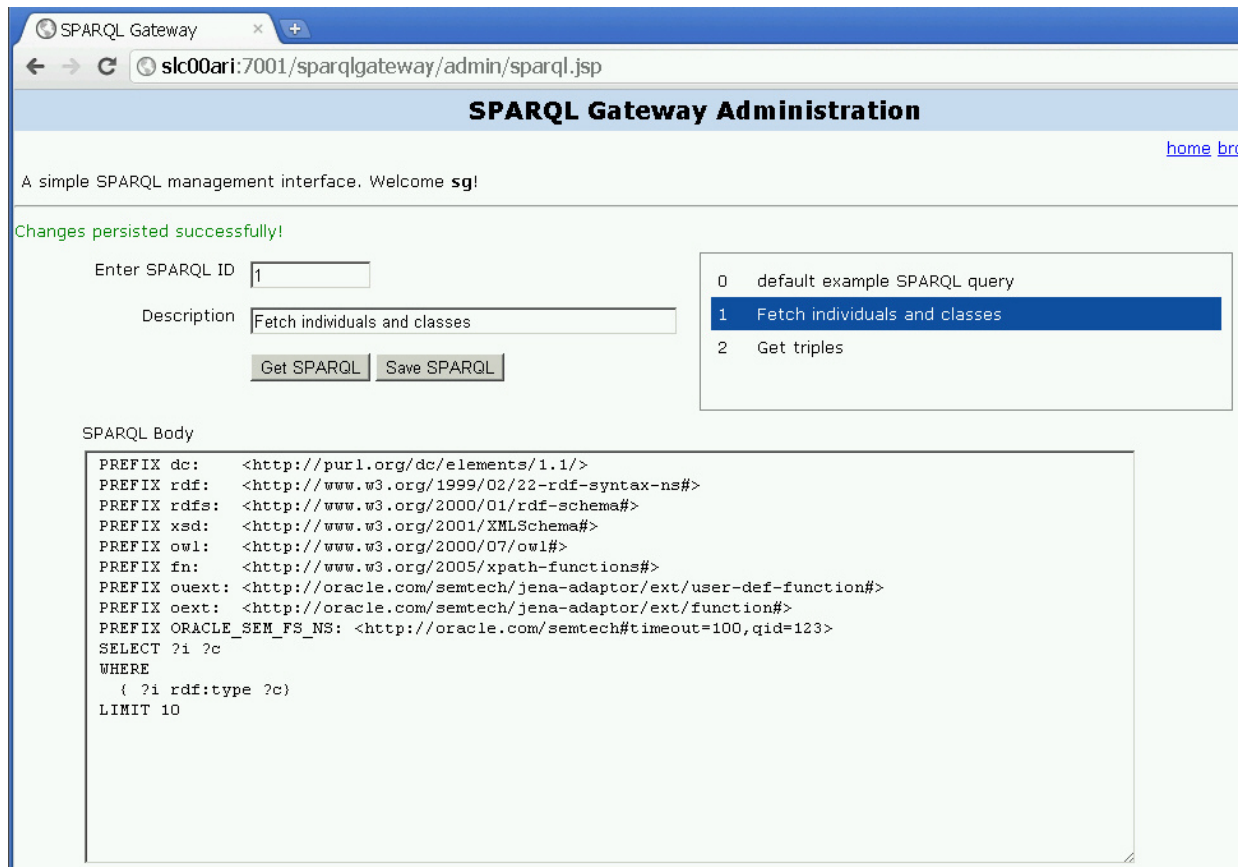 SPARQL Gateway
slc00ari:7001/sparqlgateway/admin/sparql.jsp
SPARQL Gateway Administration
home
A simple SPARQL management interface. Welcome sg!
Changes persisted successfully!
Enter SPARQL ID 1
Description Fetch individuals and classes
Get SPARQL Save SPARQL
0 default example SPARQL query
1 Fetch individuals and classes
2 Get triples
SPARQL Body
PREFIX dc: <http://purl.org/dc/elements/1.1/>
PREFIX rdf: <http://www.w3.org/1999/02/22-rdf-syntax-ns#>
PREFIX rdfs: <http://www.w3.org/2000/01/rdf-schema#>
PREFIX xsd: <http://www.w3.org/2001/XMLSchema#>
PREFIX owl: <http://www.w3.org/2000/07/owl#>
PREFIX fn: <http://www.w3.org/2005/xpath-functions#>
PREFIX ouext: <http://oracle.com/semtech/jena-adaptor/ext/user-def-function#>
PREFIX oext: <http://oracle.com/semtech/jena-adaptor/ext/function#>
PREFIX ORACLE_SEM_FS_NS: <http://oracle.com/semtech#timeout=100,qid=123>
SELECT ?i ?c
WHERE
{ ?i rdf:type ?c}
LIMIT 10